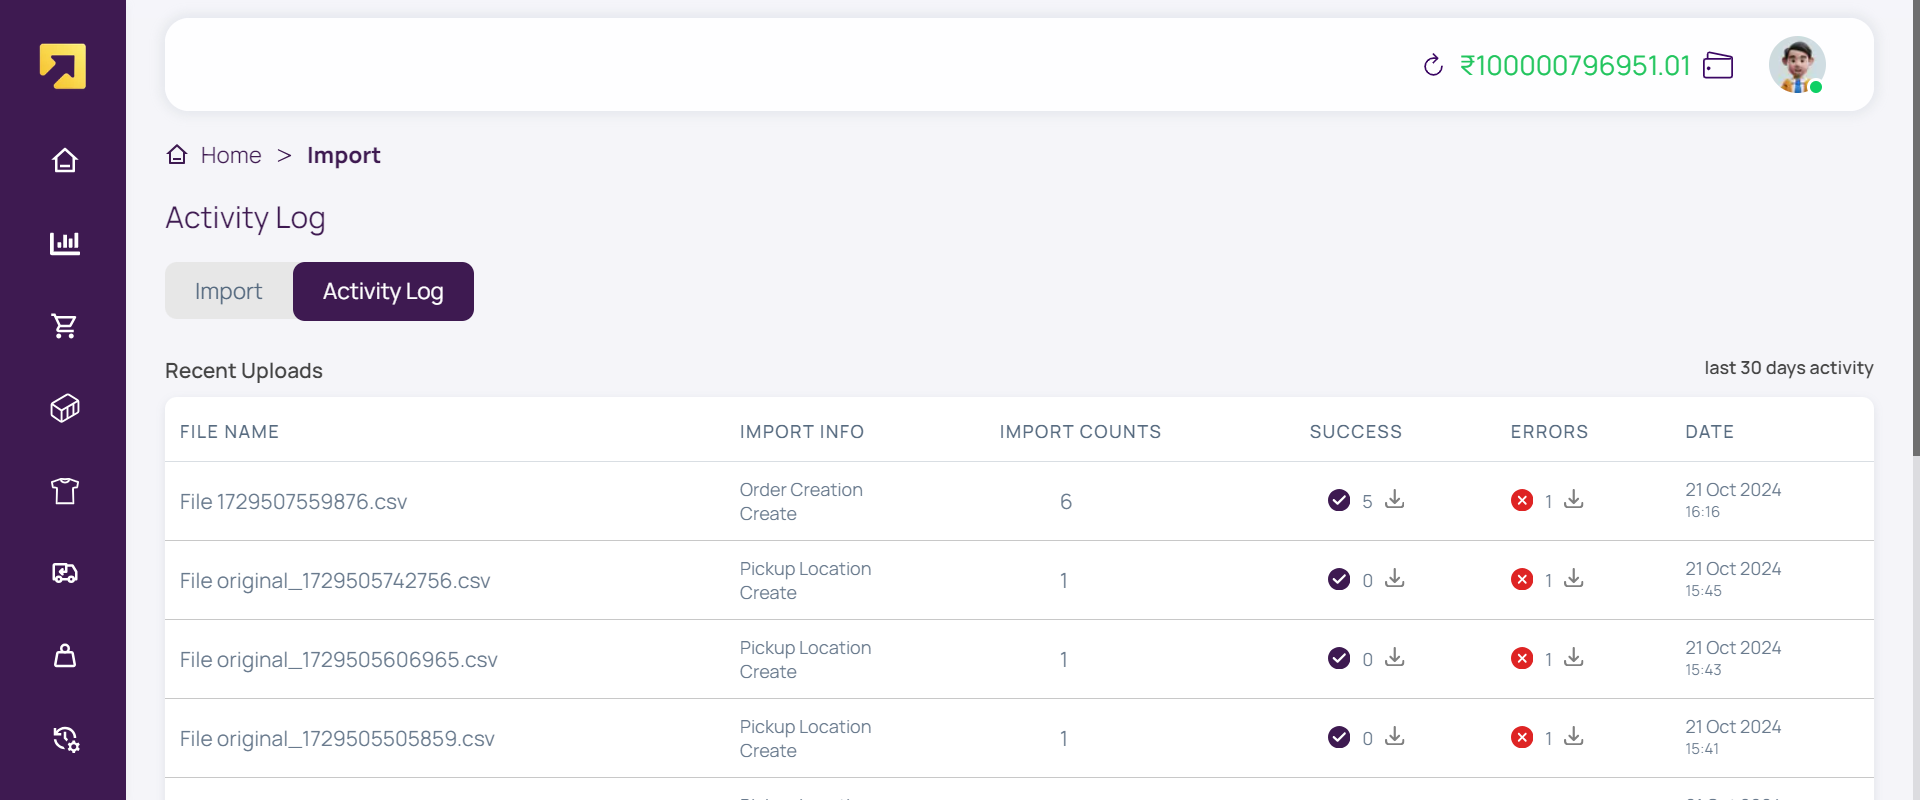 ₹100000796951.01
Home > Import
Activity Log
Import
Activity Log
Recent Uploads
last 30 days activity
FILE NAME
IMPORT INFO
IMPORT COUNTS
SUCCESS
ERRORS
DATE
File 1729507559876.csv
Order Creation
Create
6
5
1
21 Oct 2024
16:16
File original_1729505742756.csv
Pickup Location
Create
1
0
1
21 Oct 2024
15:45
File original_1729505606965.csv
Pickup Location
Create
1
0
1
21 Oct 2024
15:43
File original_1729505505859.csv
Pickup Location
Create
1
0
1
21 Oct 2024
15:41